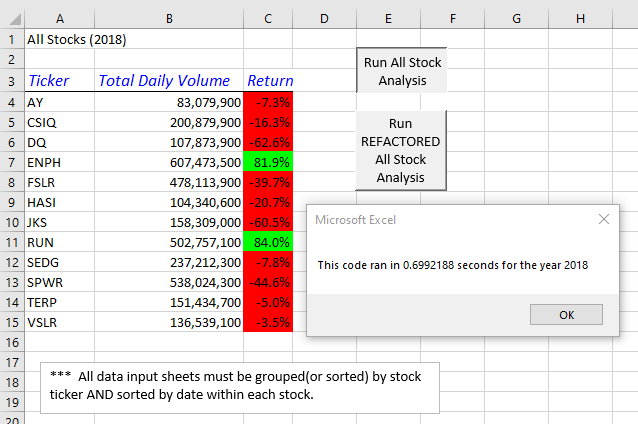 A B C D E F G H
1 All Stocks (2018)
2
3 Ticker Total Daily Volume Return
4 AY 83,079,900 -7.3%
5 CSIQ 200,879,900 -16.3%
6 DQ 107,873,900 -62.6%
7 ENPH 607,473,500 81.9%
8 FSLR 478,113,900 -39.7%
9 HASI 104,340,600 -20.7%
10 JKS 158,309,000 -60.5%
11 RUN 502,757,100 84.0%
12 SEDG 237,212,300 -7.8%
13 SPWR 538,024,300 -44.6%
14 TERP 151,434,700 -5.0%
15 VSLR 136,539,100 -3.5%
16
17
18
19
20
Run All Stock
Analysis
Run
REFACTORED
All Stock
Analysis
Microsoft Excel
This code ran in 0.6992188 seconds for the year 2018
OK
*** All data input sheets must be grouped(or sorted) by stock
ticker AND sorted by date within each stock.